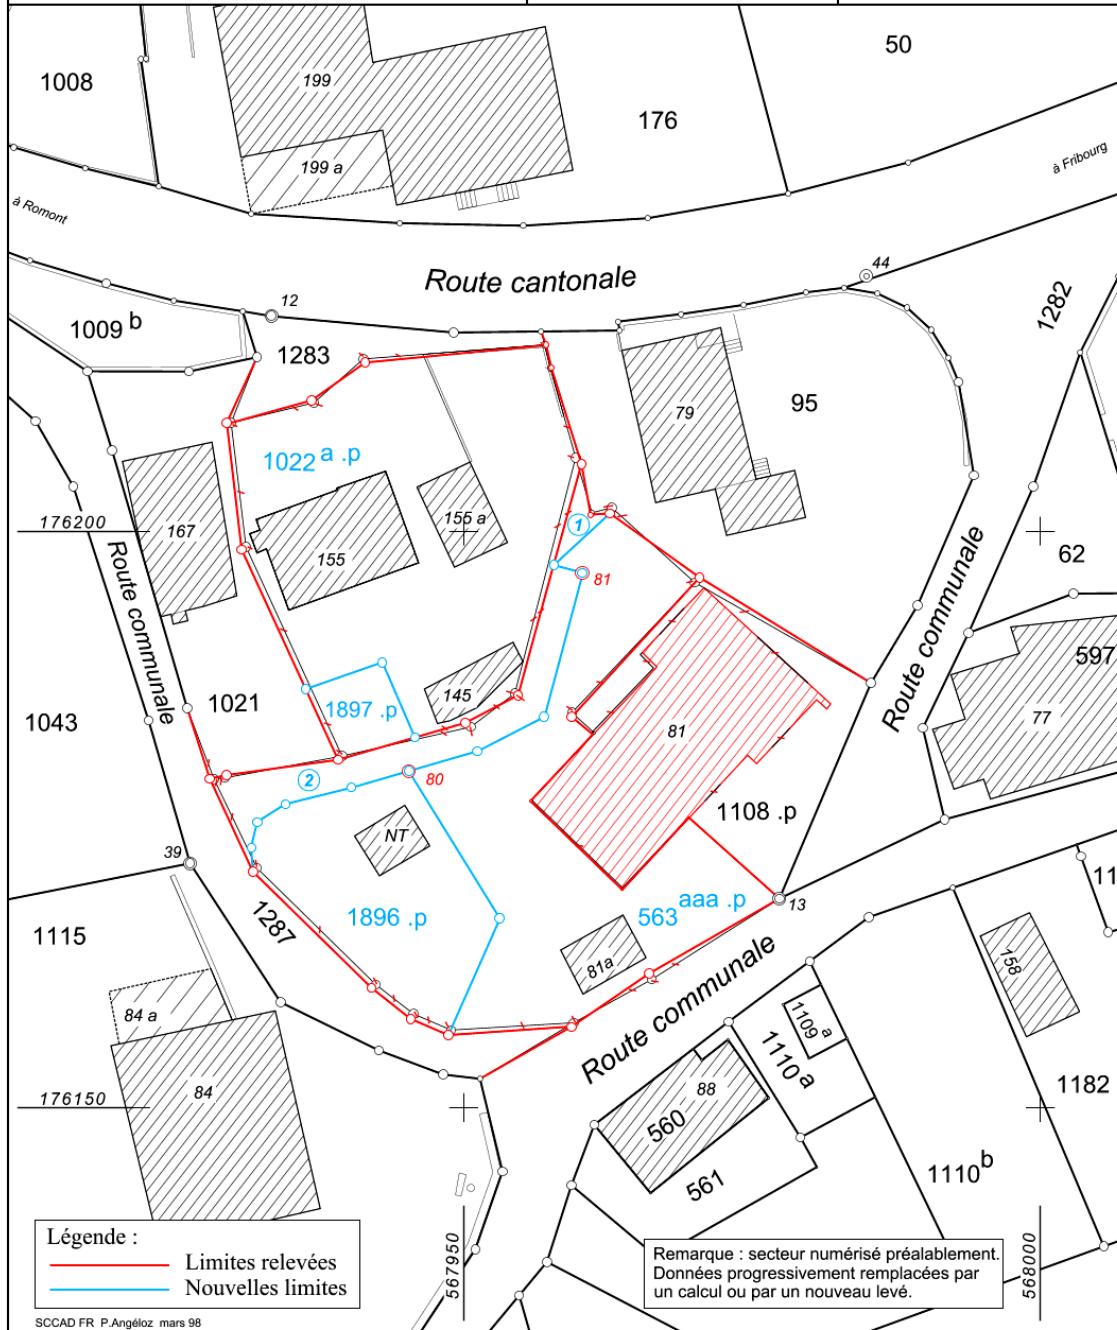 1008
199
50
176
199 a
à Fribourg
à Romont
Route cantonale
44
12
1282
1009 b
1283
79
95
1022 a .p
176200
167
155 a
1
155
62
81
Route communale
Route communale
597
1021
1897 .p
145
1043
77
81
2
80
1108 .p
NT
39
1896 .p
563 aaa .p
13
11
1287
1115
81a
158
84 a
Route communale
1109 a
1110 a
84
176150
88
1182
560
561
1110 b
Légende :
Limites relevées
Nouvelles limites
567950
568000
Remarque : secteur numérisé préalablement.
Données progressivement remplacées par
un calcul ou par un nouveau levé.
SCCAD FR P.Angéloz mars 98